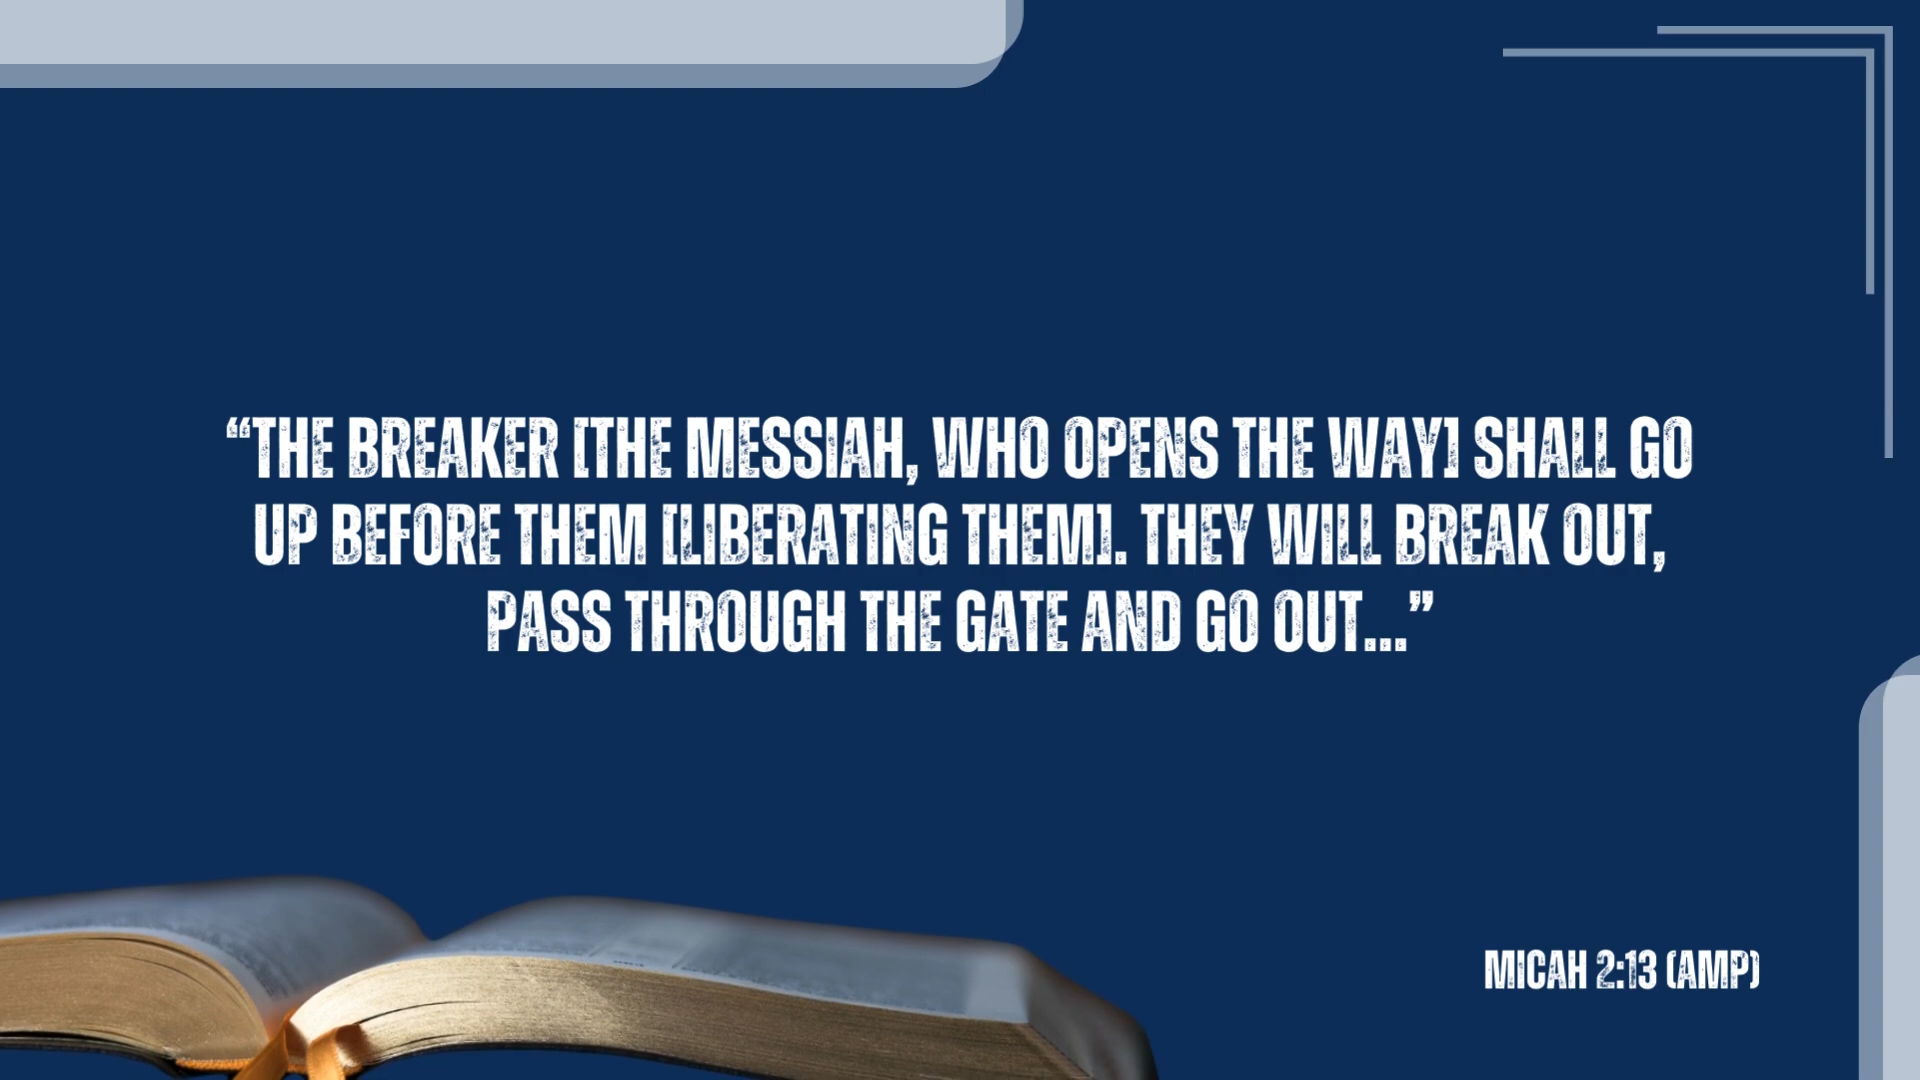 “THE BREAKER [THE MESSIAH, WHO OPENS THE WAY] SHALL GO
UP BEFORE THEM [LIBERATING THEM]. THEY WILL BREAK OUT,
PASS THROUGH THE GATE AND GO OUT...”
MICAH 2:13 (AMP)